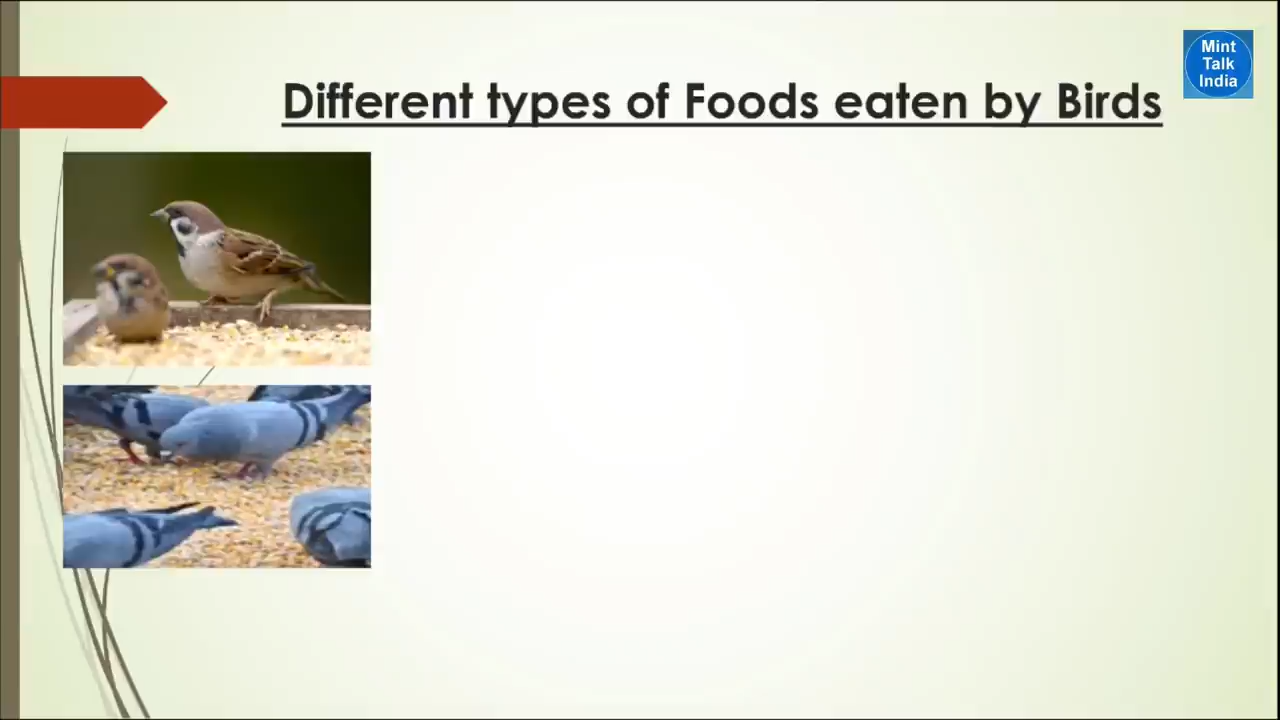 Different types of Foods eaten by Birds
Mint
Talk
India